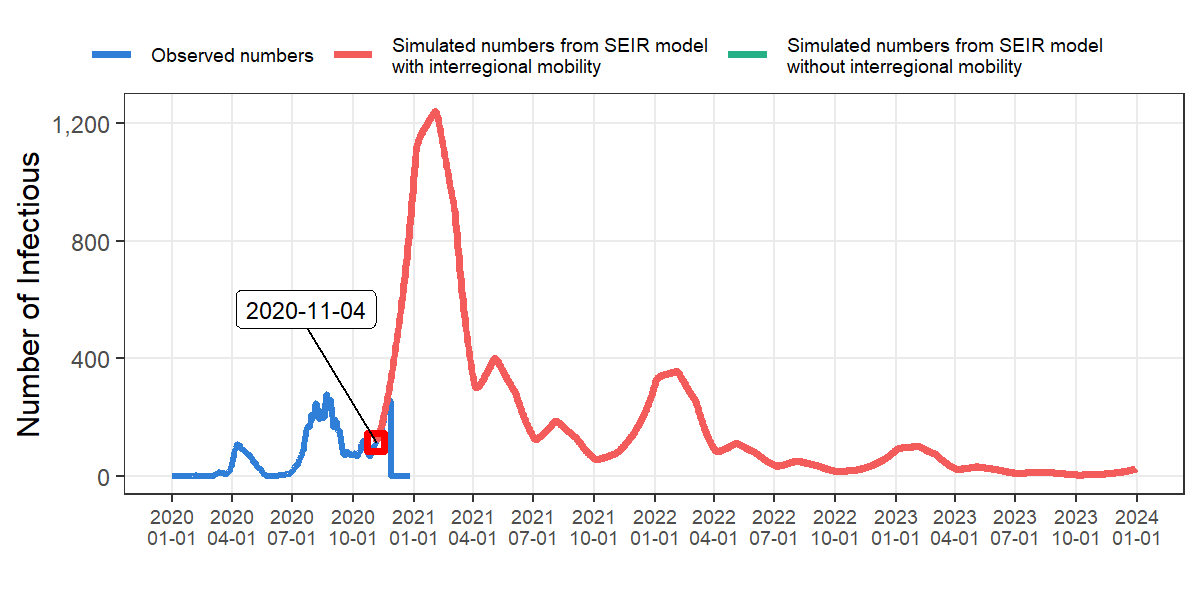 Observed numbers
Simulated numbers from SEIR model
with interregional mobility
Simulated numbers from SEIR model
without interregional mobility
Number of Infectious
1,200
800
400
0
2020-11-04
2020 2020 2020 2020 2021 2021 2021 2021 2022 2022 2022 2022 2023 2023 2023 2023 2024
01-01 04-01 07-01 10-01 01-01 04-01 07-01 10-01 01-01 04-01 07-01 10-01 01-01 04-01 07-01 10-01 01-01